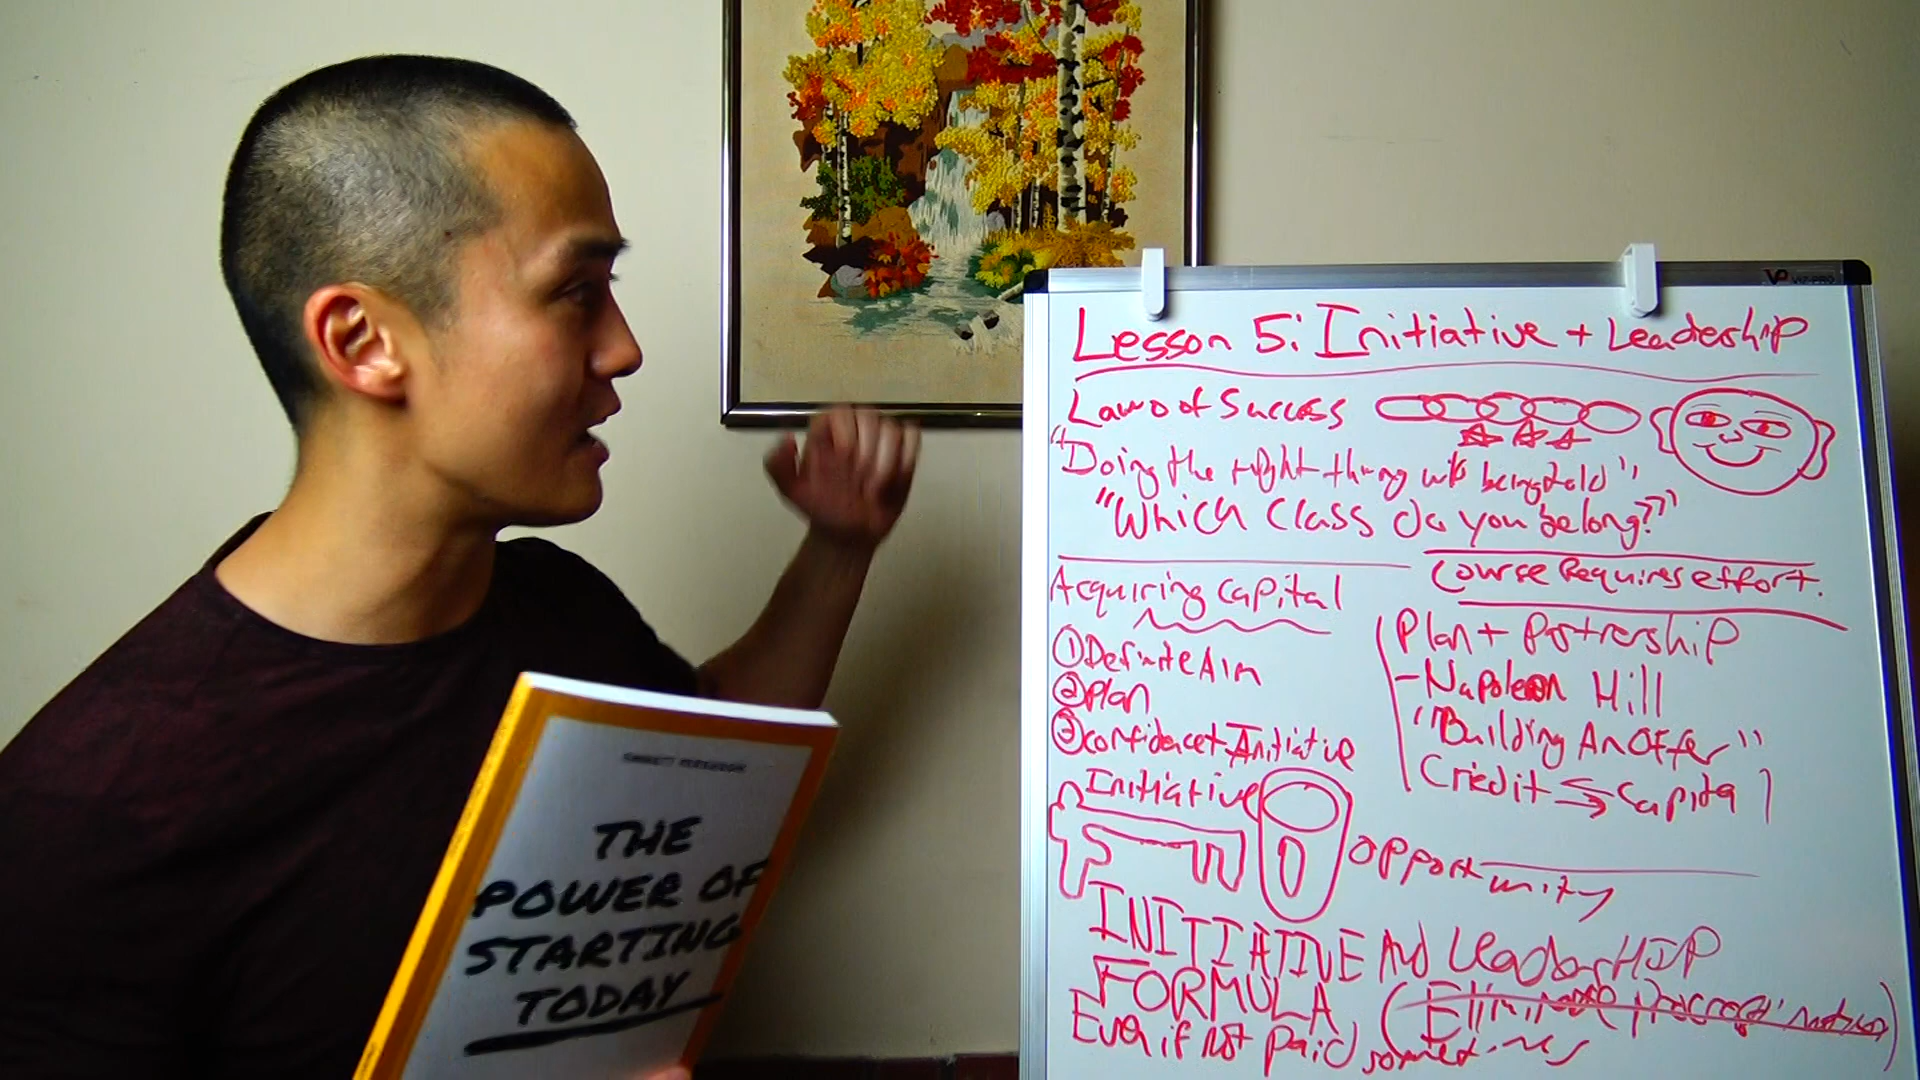 Lesson 5: Initiative + Leadership
Laws of Success
"Doing the right thing w/o being told"
"Which Class do you belong?"
Acquiring Capital
① Definite Aim
② Plan
③ confidence + Initiative
Initiative
Opportunity
Course Requires effort.
Plan + Partnership
- Napoleon Hill
"Building An Offer"
Credit Capital
INITIATIVE And LeaderSHIP
FORMULA (Eliminate Procrastination)
Even if not paid sometimes
THE
POWER OF
STARTING
TODAY